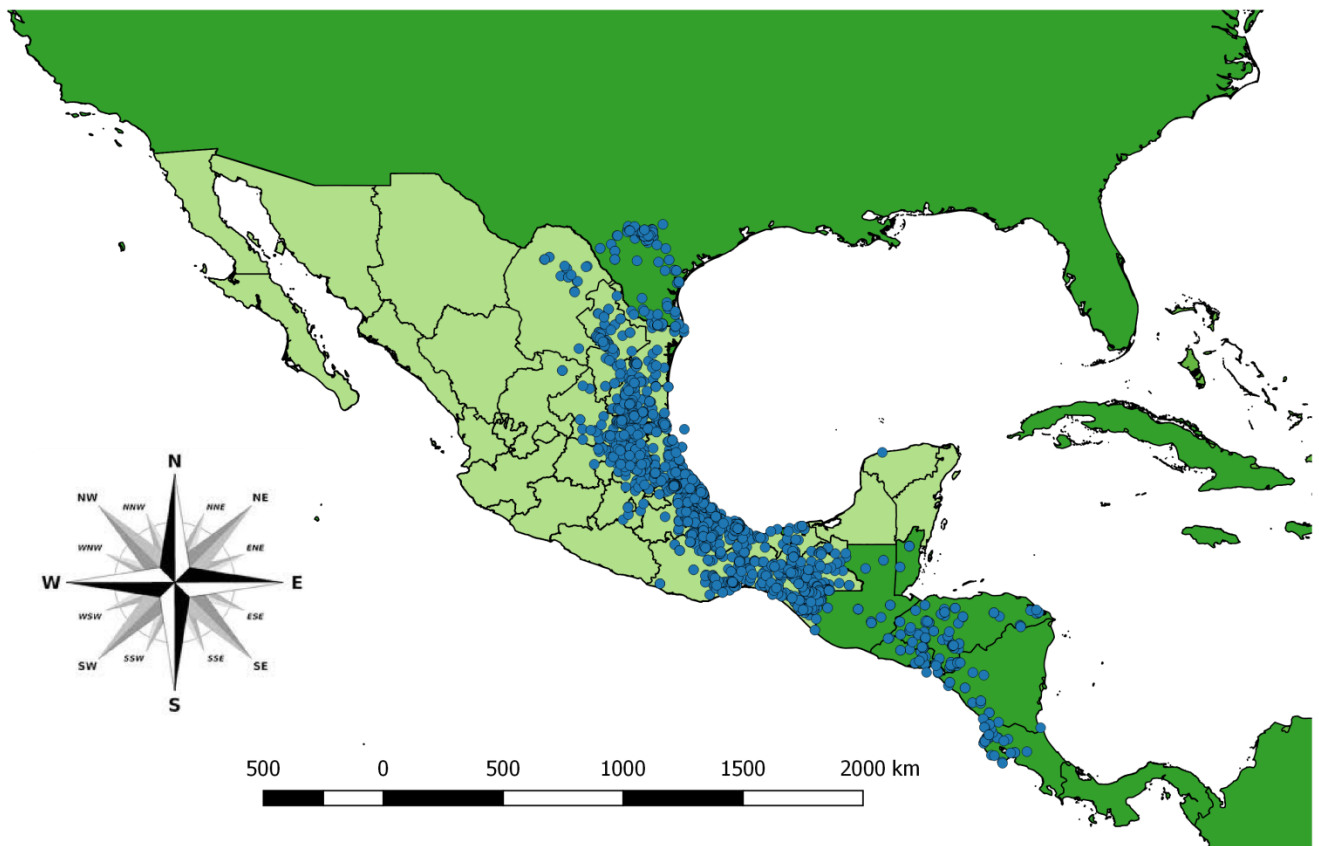 N
NNW NNE
NW NE
WNW ENE
W E
WSW ESE
SW SE
SSW SSE
S
500 0 500 1000 1500 2000 km